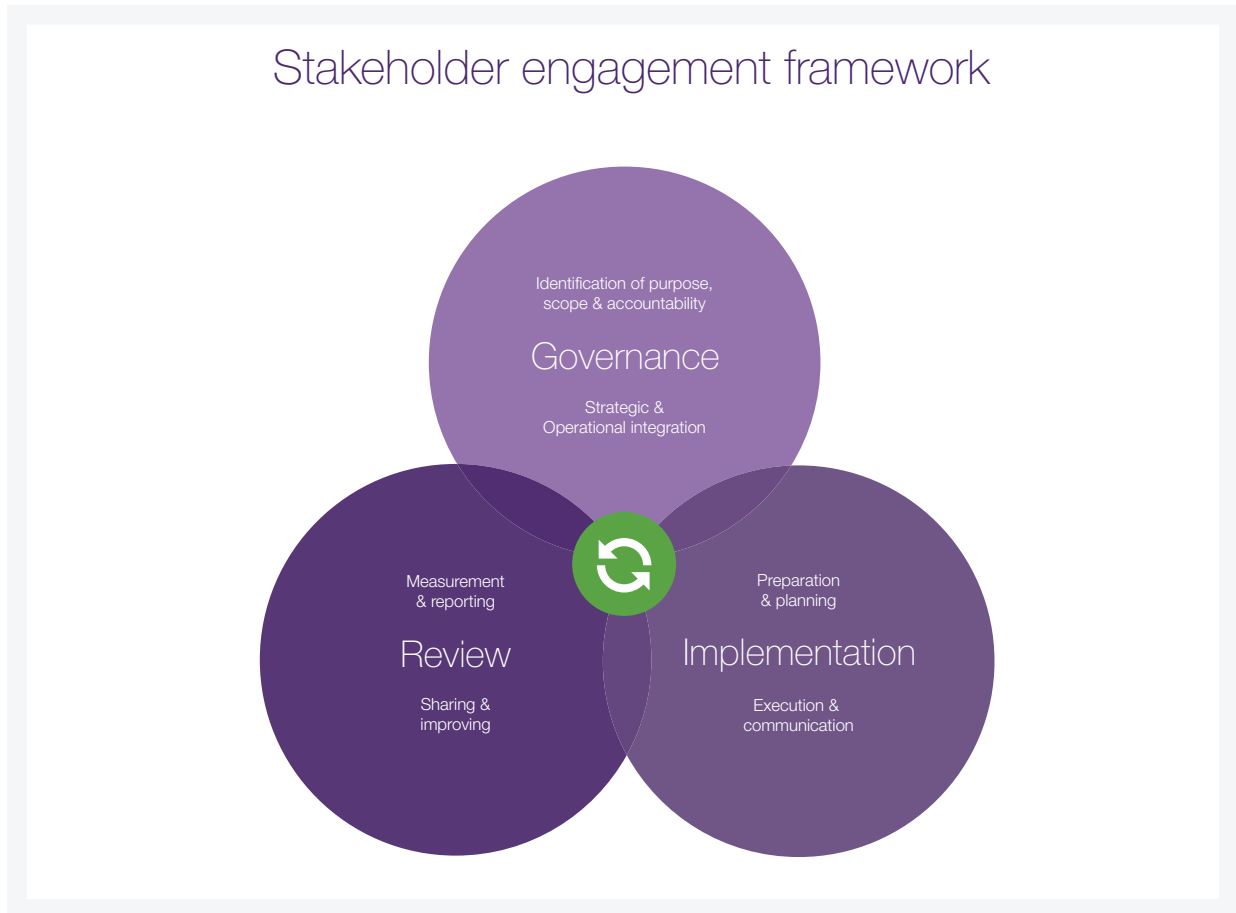 Stakeholder engagement framework
Identification of purpose,
scope & accountability
Governance
Strategic &
Operational integration
Measurement
& reporting
Review
Sharing &
improving
Preparation
& planning
Implementation
Execution &
communication